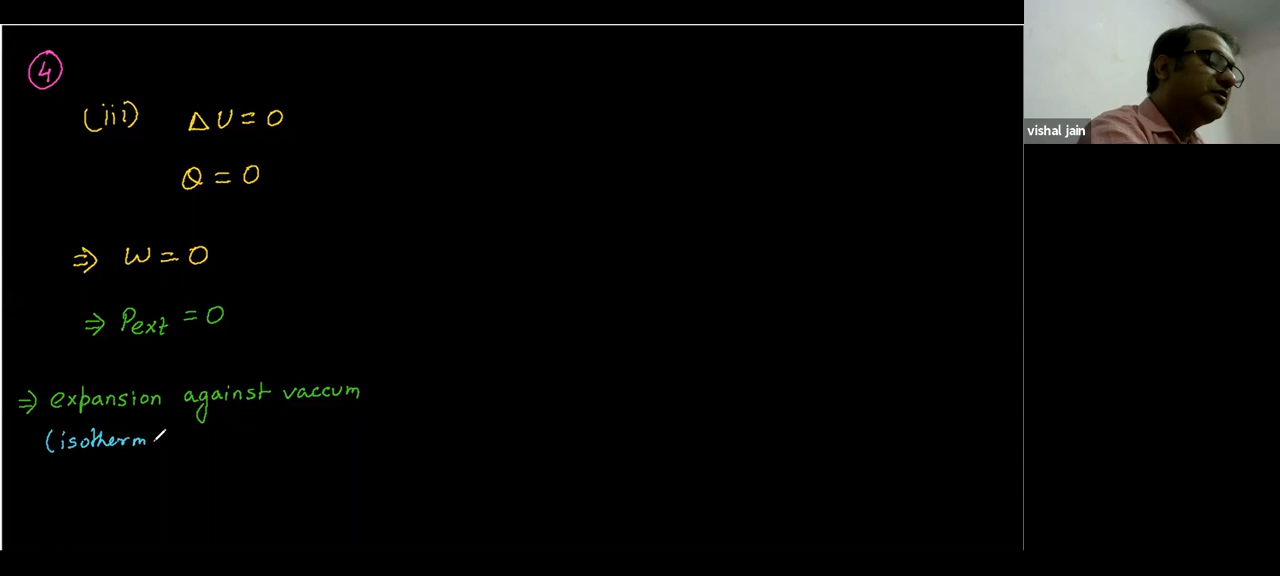 4
(iii) ΔU = 0
Q = 0
⇒ W = 0
⇒ Pext = 0
⇒ expansion against vaccum
(isotherm
vishal jain